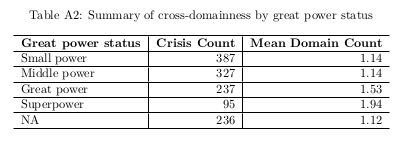 Table A2: Summary of cross-domainness by great power status
Great power status Crisis Count Mean Domain Count
Small power 387 1.14
Middle power 327 1.14
Great power 237 1.53
Superpower 95 1.94
NA 236 1.12